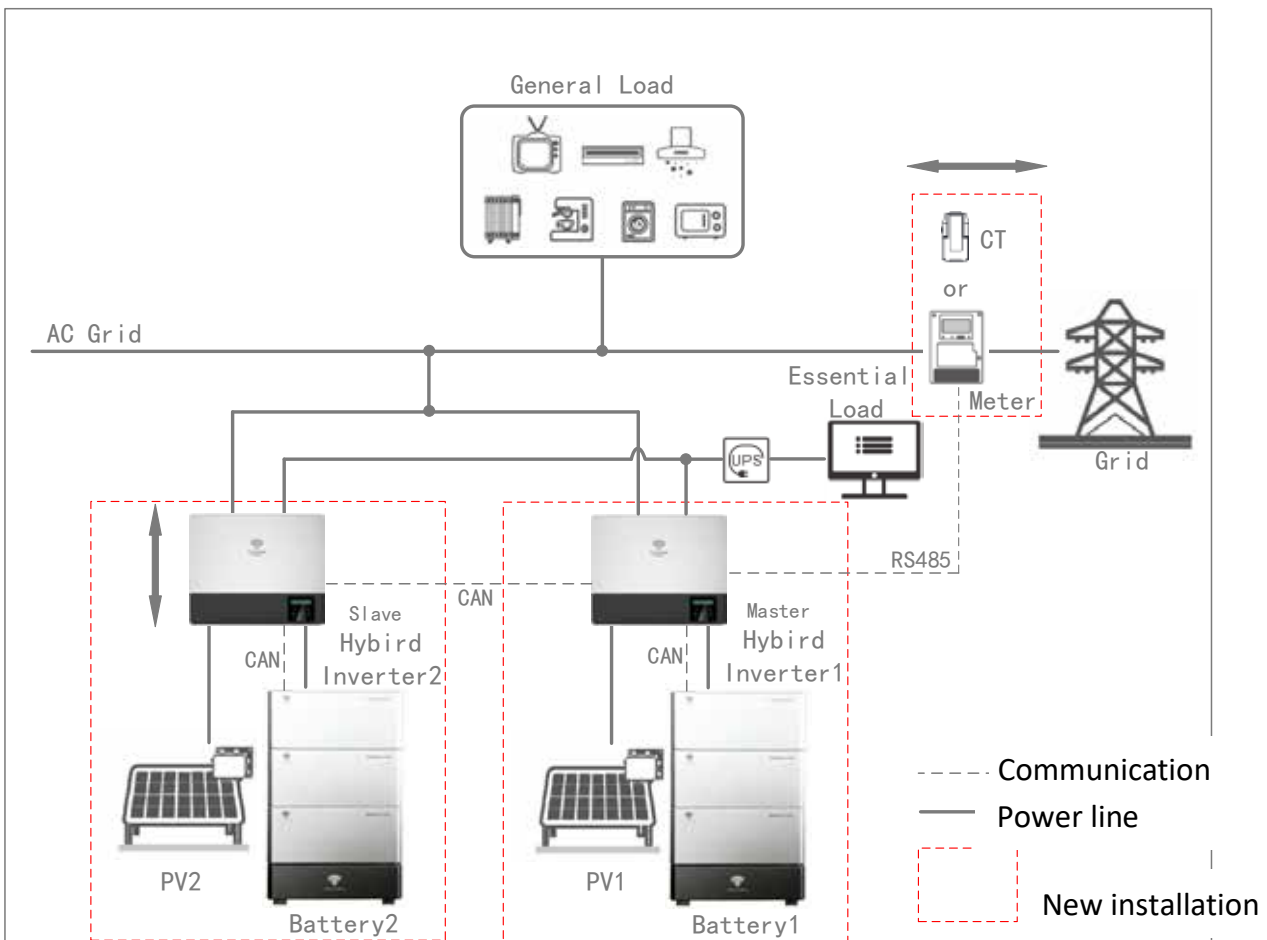 General Load
CT
or
AC Grid
Essential
Load
Meter
UPS
Grid
RS485
CAN
Slave
Hybird
Inverter2
CAN
Master
Hybird
Inverter1
CAN
PV2
Battery2
PV1
Battery1
Communication
Power line
New installation